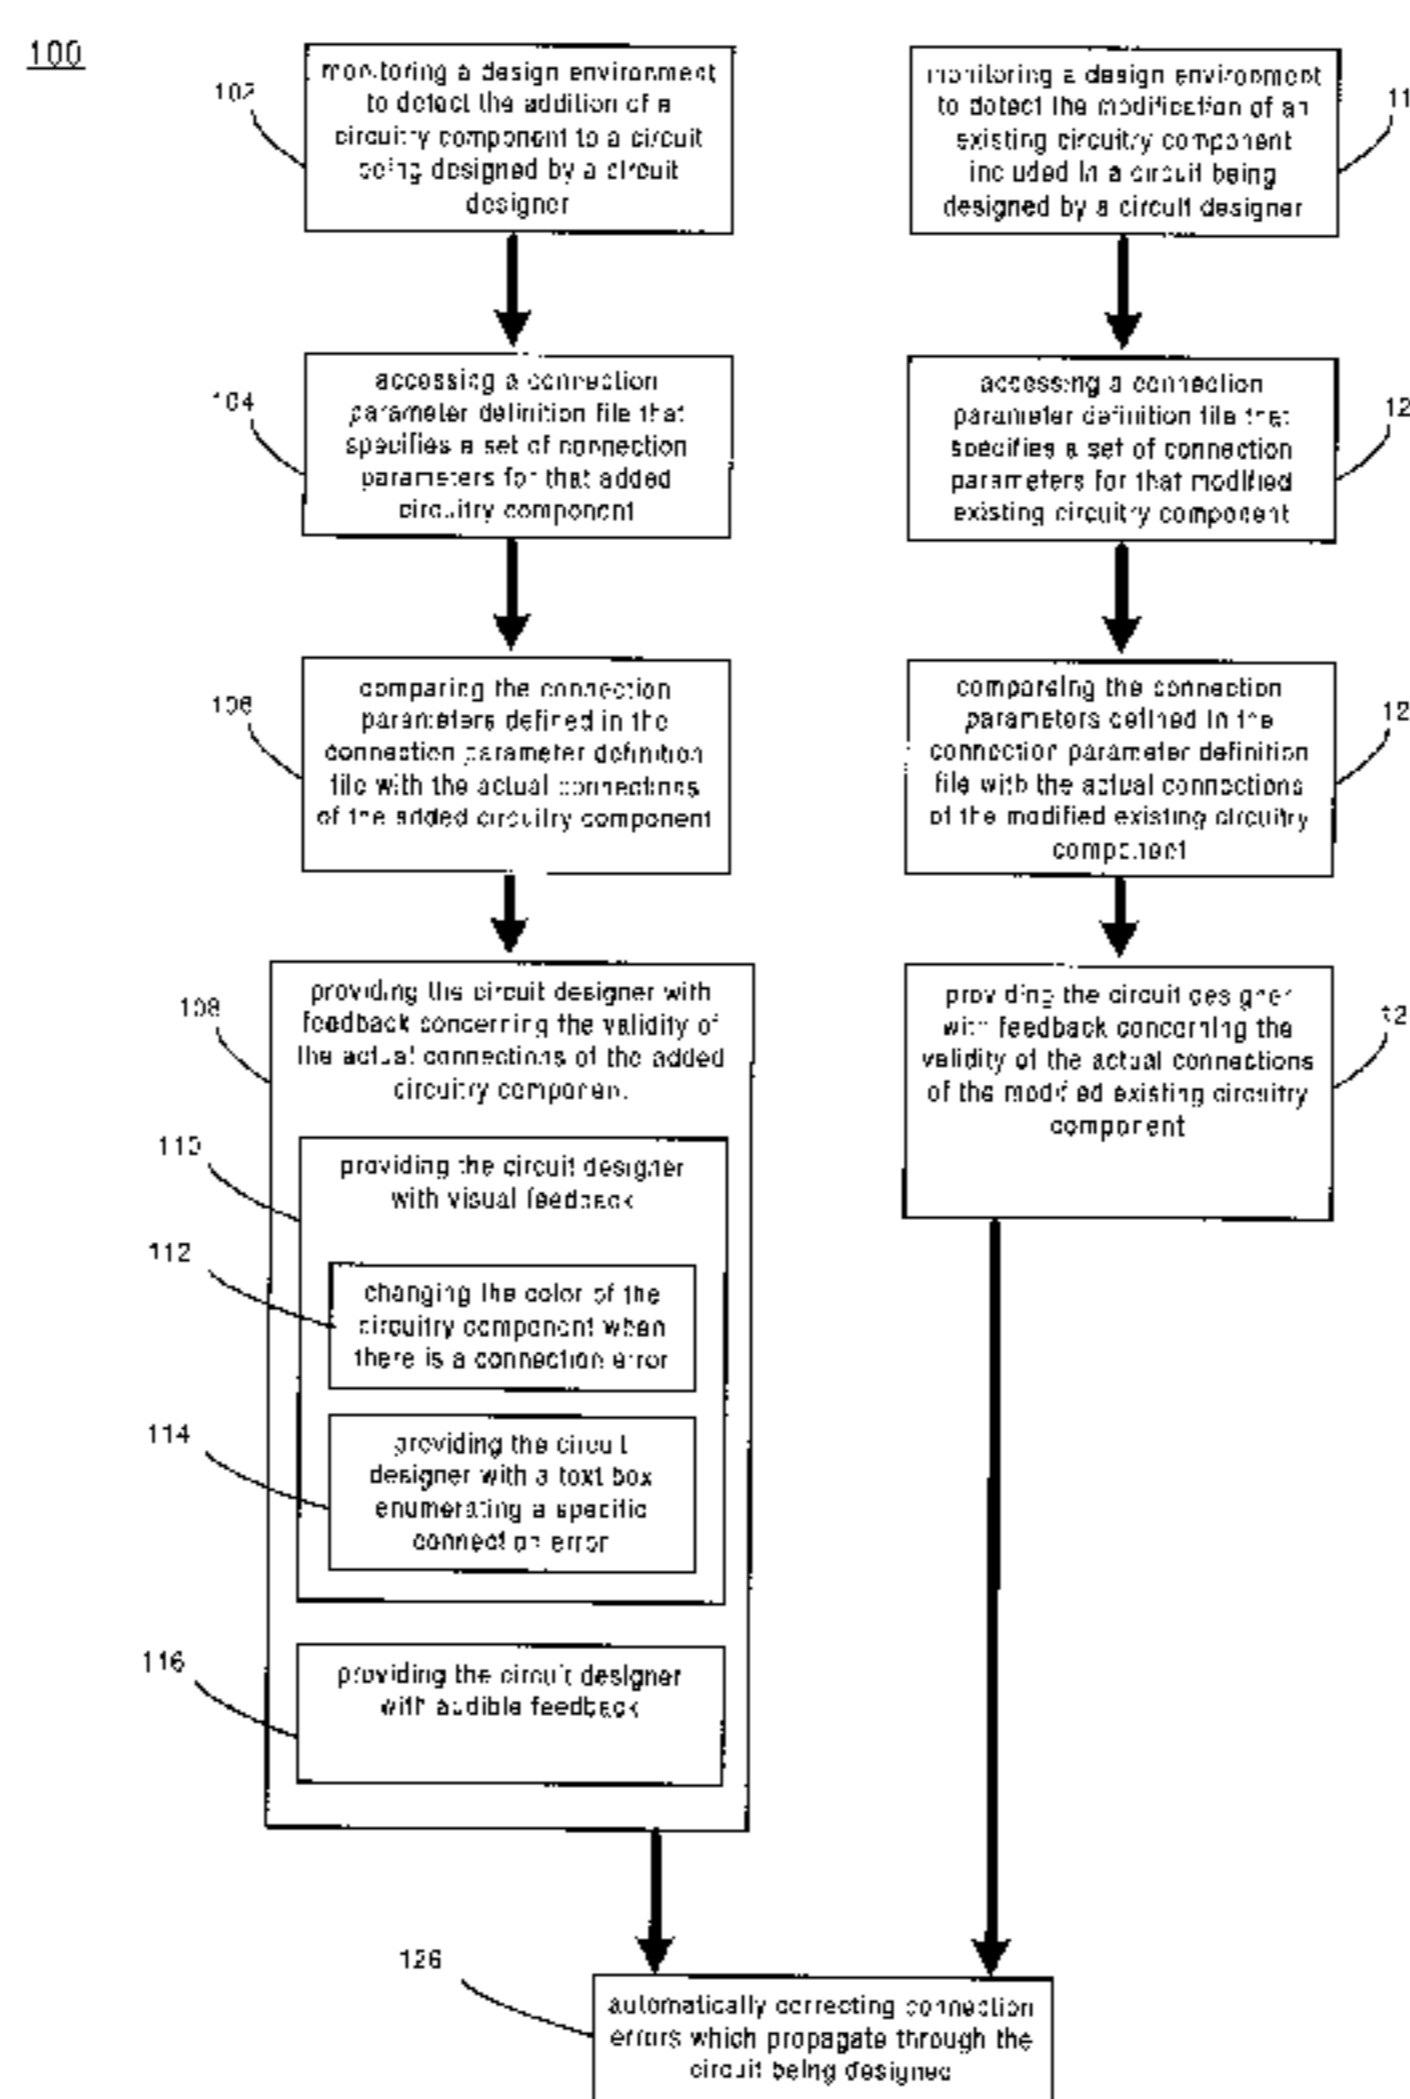 100
102
monitoring a design environment
to detect the addition of a
circuitry component to a circuit
being designed by a circuit
designer
104
accessing a connection
parameter definition file that
specifies a set of connection
parameters for that added
circuitry component
106
comparing the connection
parameters defined in the
connection parameter definition
file with the actual connections
of the added circuitry component
108
providing the circuit designer with
feedback concerning the validity of
the actual connections of the added
circuitry component.
110
providing the circuit designer
with visual feedback
112
changing the color of the
circuitry component when
there is a connection error
114
providing the circuit
designer with a text box
enumerating a specific
connection error
116
providing the circuit designer
with audible feedback
11
monitoring a design environment
to detect the modification of an
existing circuitry component
included in a circuit being
designed by a circuit designer
12
accessing a connection
parameter definition file that
specifies a set of connection
parameters for that modified
existing circuitry component
12
compareing the connection
parameters defined in the
connection parameter definition
file with the actual connections
of the modified existing circuitry
component
12
providing the circuit designer
with feedback concerning the
validity of the actual connections
of the modified existing circuitry
component
126
automatically correcting connection
errors which propagate through the
circuit being designed